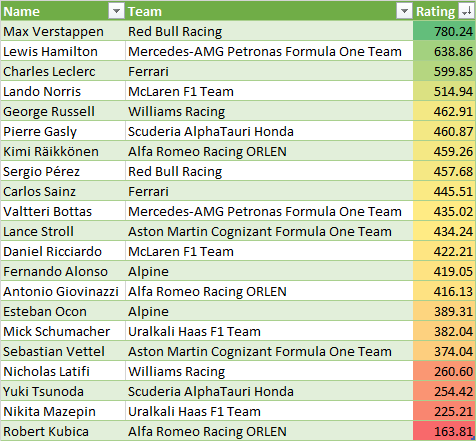 Name Team Rating
Max Verstappen Red Bull Racing 780.24
Lewis Hamilton Mercedes-AMG Petronas Formula One Team 638.86
Charles Leclerc Ferrari 599.85
Lando Norris McLaren F1 Team 514.94
George Russell Williams Racing 462.91
Pierre Gasly Scuderia AlphaTauri Honda 460.87
Kimi Räikkönen Alfa Romeo Racing ORLEN 459.26
Sergio Pérez Red Bull Racing 457.68
Carlos Sainz Ferrari 445.51
Valtteri Bottas Mercedes-AMG Petronas Formula One Team 435.02
Lance Stroll Aston Martin Cognizant Formula One Team 434.24
Daniel Ricciardo McLaren F1 Team 422.21
Fernando Alonso Alpine 419.05
Antonio Giovinazzi Alfa Romeo Racing ORLEN 416.13
Esteban Ocon Alpine 389.31
Mick Schumacher Uralkali Haas F1 Team 382.04
Sebastian Vettel Aston Martin Cognizant Formula One Team 374.04
Nicholas Latifi Williams Racing 260.60
Yuki Tsunoda Scuderia AlphaTauri Honda 254.42
Nikita Mazepin Uralkali Haas F1 Team 225.21
Robert Kubica Alfa Romeo Racing ORLEN 163.81